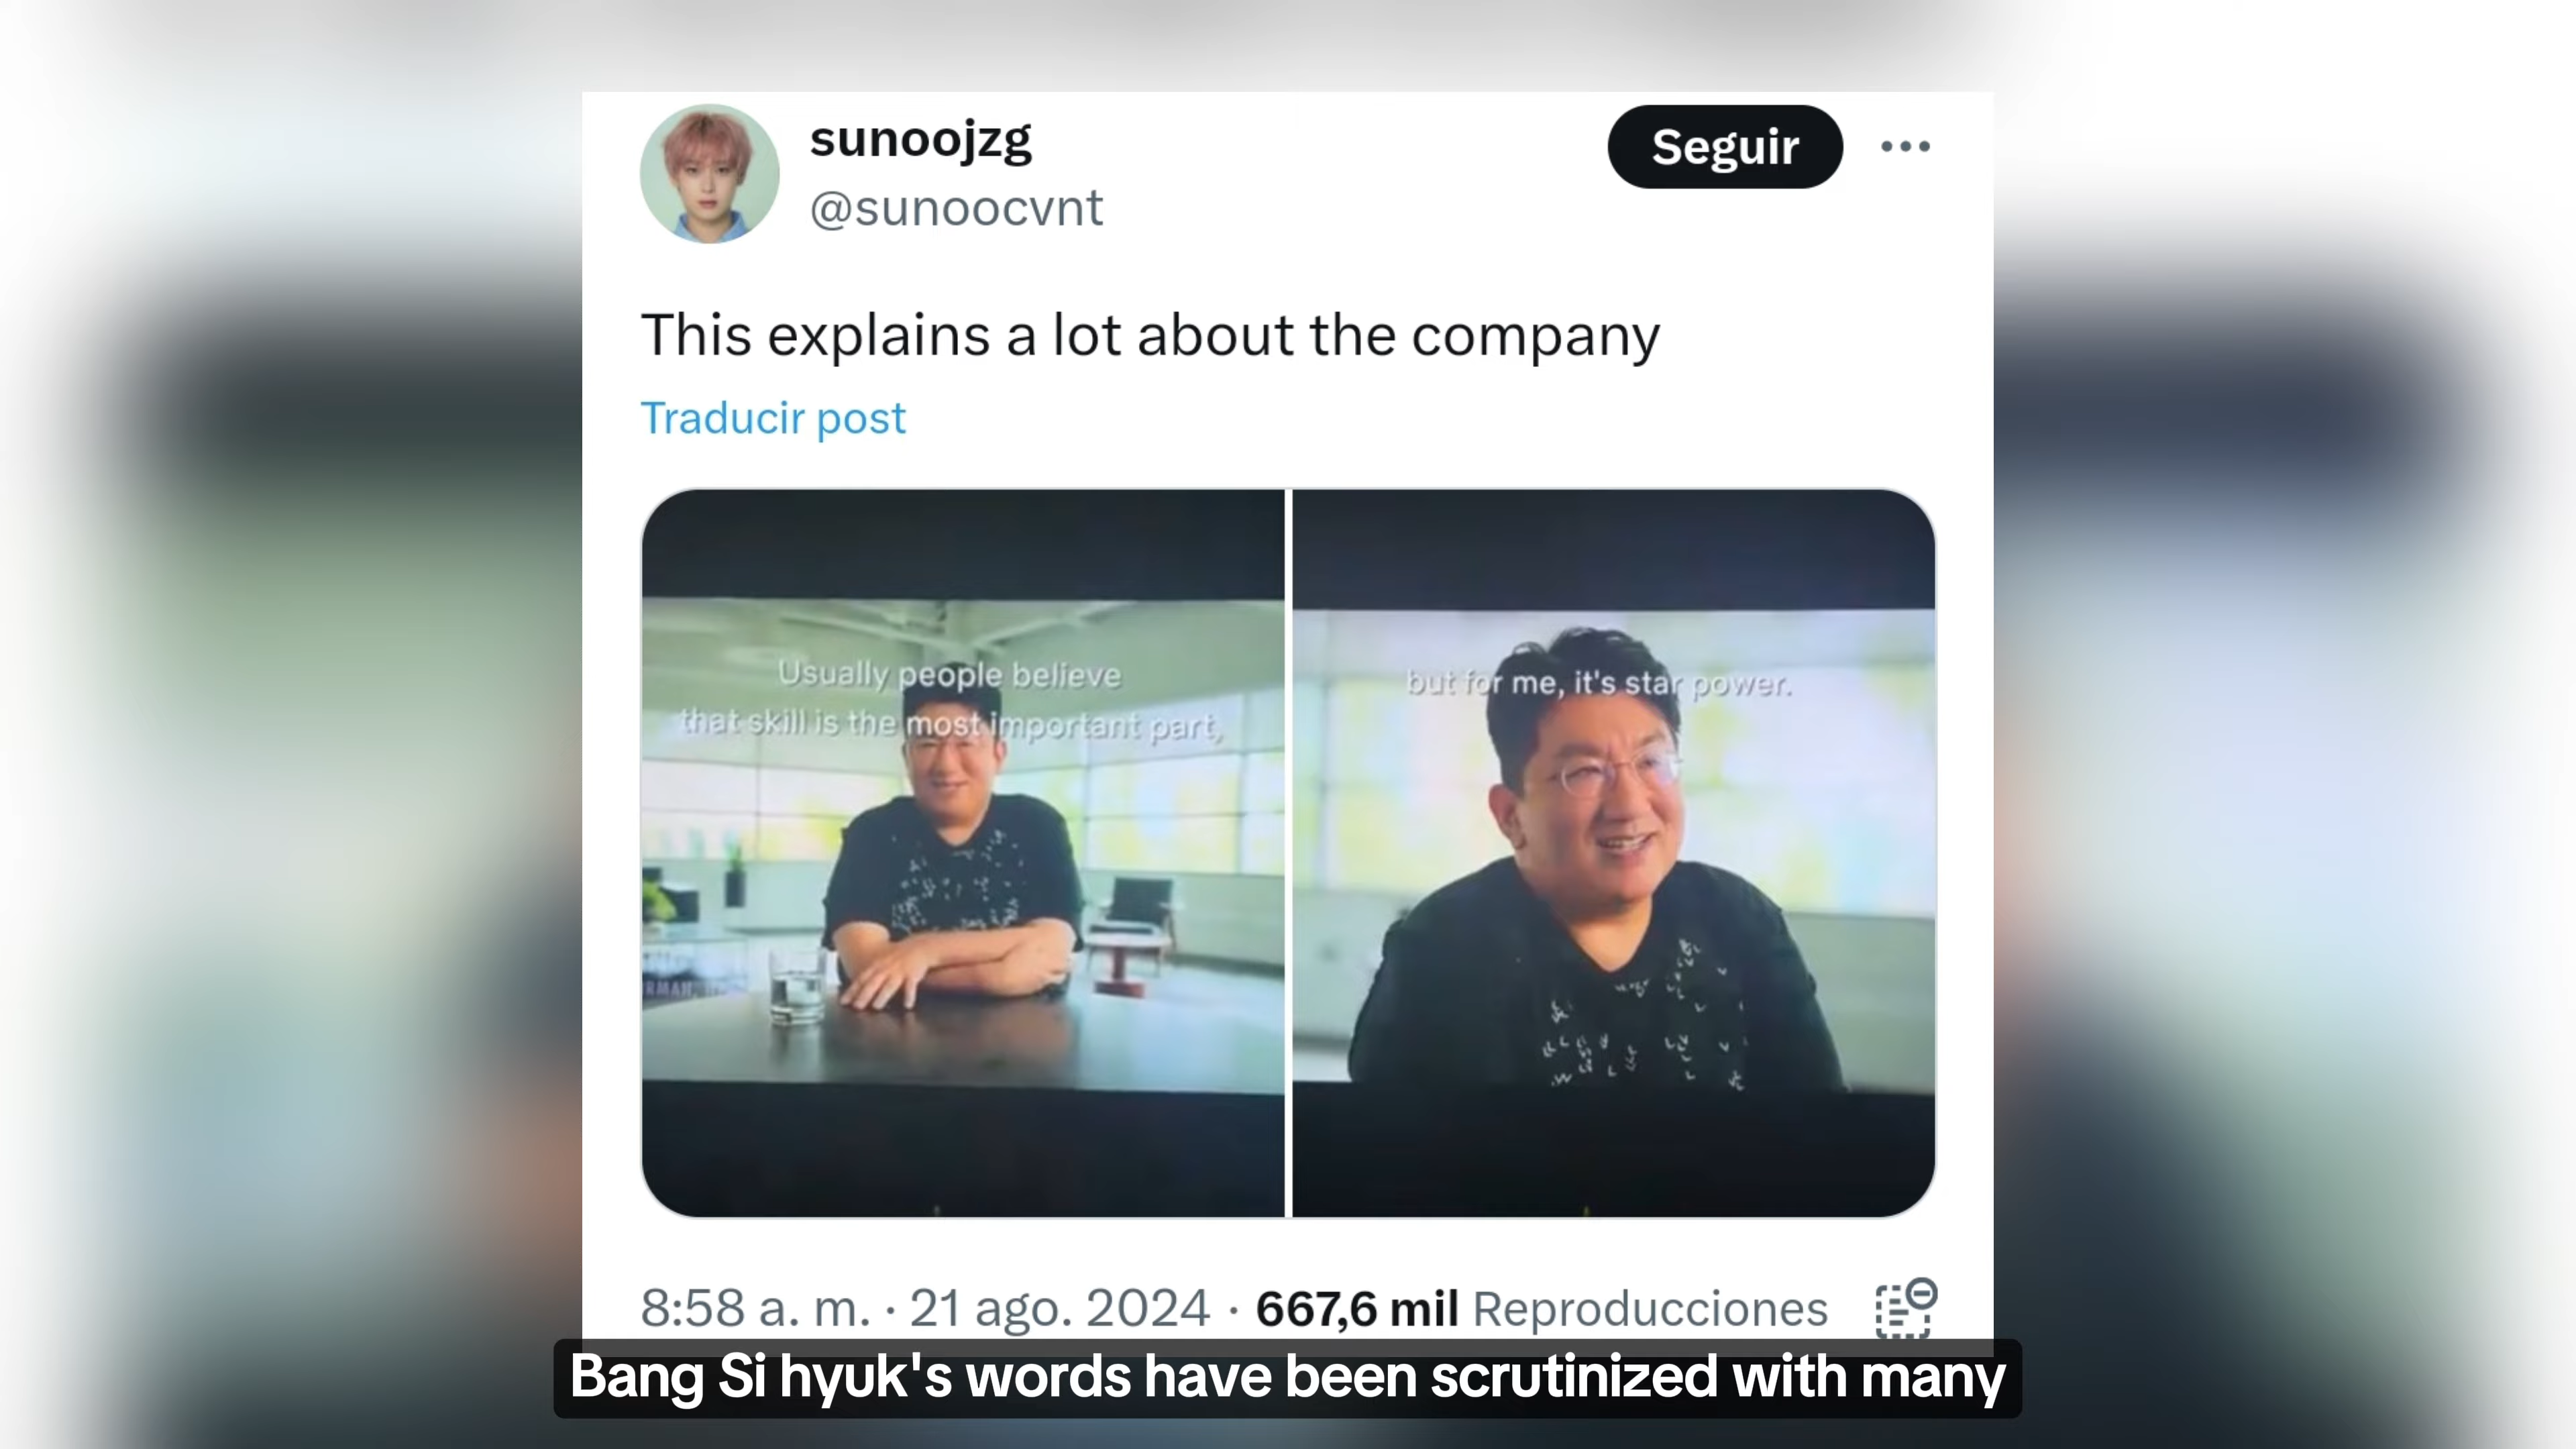 sunoojzg
@sunoocvnt
Seguir
This explains a lot about the company
Traducir post
Usually people believe
that skill is the most important part,
but for me, it's star power.
8:58 a. m. · 21 ago. 2024 · 667,6 mil Reproducciones
Bang Si hyuk's words have been scrutinized with many